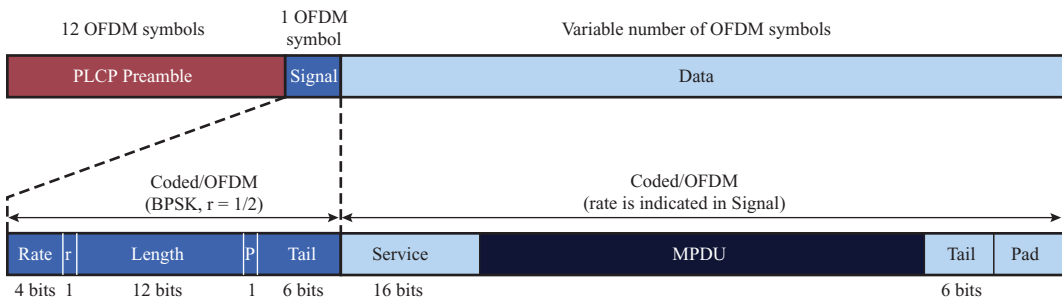 12 OFDM symbols
1 OFDM
symbol
Variable number of OFDM symbols
PLCP Preamble
Signal
Data
Coded/OFDM
(BPSK, r = 1/2)
Coded/OFDM
(rate is indicated in Signal)
Rate
r
Length
P
Tail
Service
MPDU
Tail
Pad
4 bits
1
12 bits
1
6 bits
16 bits
6 bits